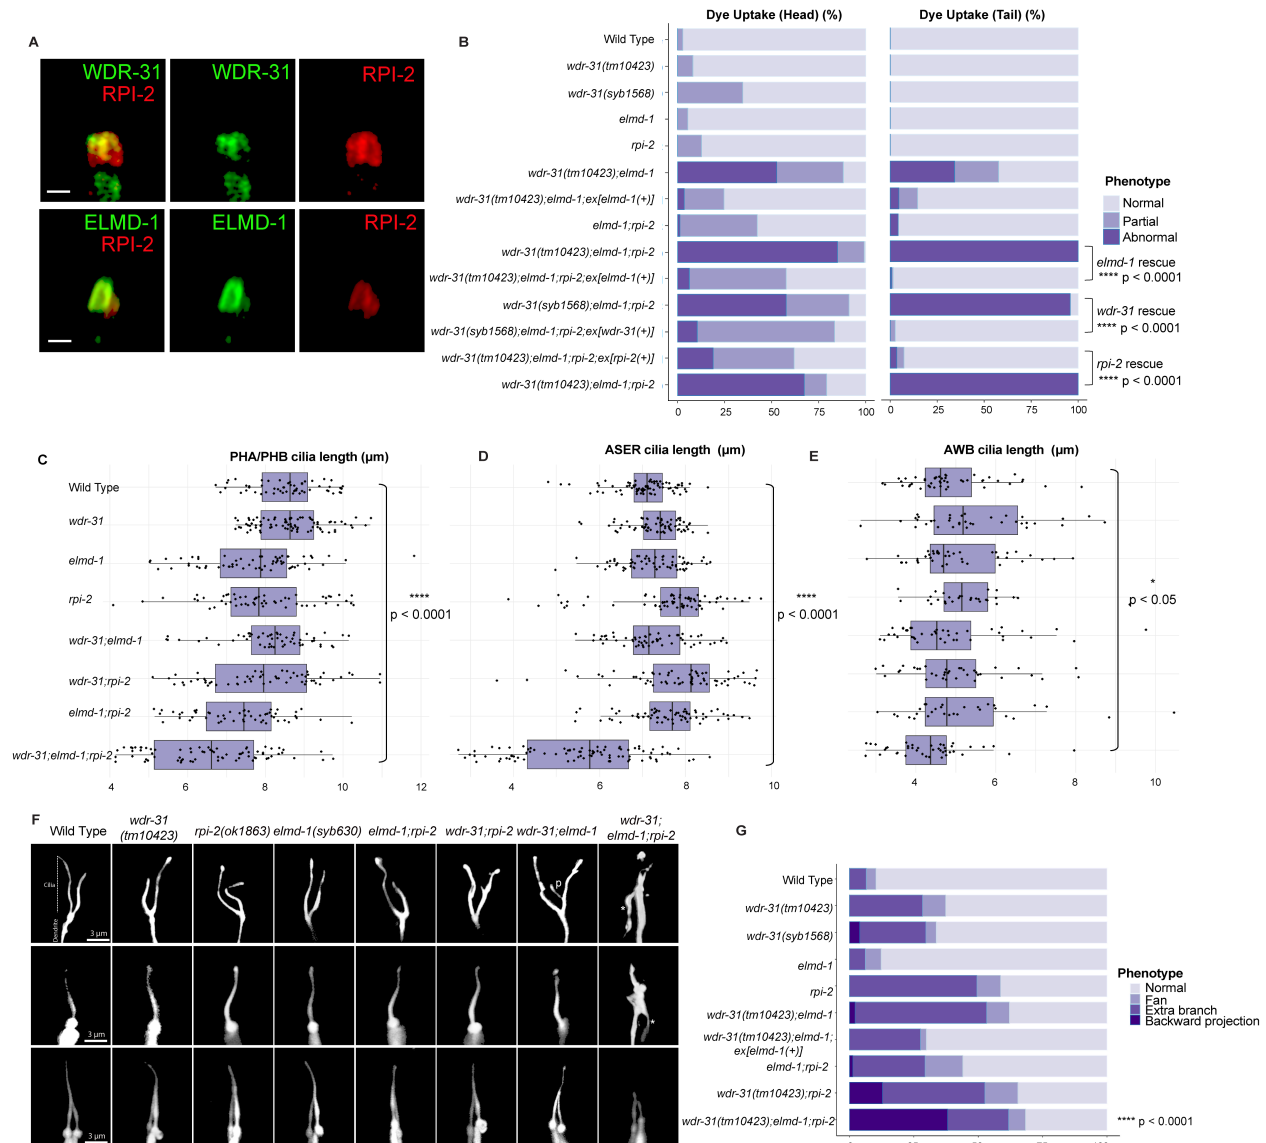 A
WDR-31
RPI-2
WDR-31
RPI-2
ELMD-1
RPI-2
ELMD-1
RPI-2
B
Dye Uptake (Head) (%)
Dye Uptake (Tail) (%)
Wild Type
wdr-31(tm10423)
wdr-31(syb1568)
elmd-1
rpi-2
wdr-31(tm10423);elmd-1
wdr-31(tm10423);elmd-1;ex[elmd-1(+)]
elmd-1;rpi-2
wdr-31(tm10423);elmd-1;rpi-2
wdr-31(tm10423);elmd-1;rpi-2;ex[elmd-1(+)]
wdr-31(syb1568);elmd-1;rpi-2
wdr-31(syb1568);elmd-1;rpi-2;ex[wdr-31(+)]
wdr-31(tm10423);elmd-1;rpi-2;ex[rpi-2(+)]
wdr-31(tm10423);elmd-1;rpi-2
0 25 50 75 100
0 25 50 75 100
Phenotype
Normal
Partial
Abnormal
elmd-1 rescue
**** p < 0.0001
wdr-31 rescue
**** p < 0.0001
rpi-2 rescue
**** p < 0.0001
C
PHA/PHB cilia length (µm)
Wild Type
wdr-31
elmd-1
rpi-2
wdr-31;elmd-1
wdr-31;rpi-2
elmd-1;rpi-2
wdr-31;elmd-1;rpi-2
4 6 8 10 12
****
p < 0.0001
D
ASER cilia length (µm)
4 6 8 10
****
p < 0.0001
E
AWB cilia length (µm)
4 6 8 10
*
p < 0.05
F
Wild Type
wdr-31
(tm10423)
rpi-2(ok1863)
elmd-1(syb630)
elmd-1;rpi-2
wdr-31;rpi-2
wdr-31;elmd-1
wdr-31;
elmd-1;rpi-2
Cilia
Dendrite
3 µm
p
*
3 µm
*
3 µm
G
Wild Type
wdr-31(tm10423)
wdr-31(syb1568)
elmd-1
rpi-2
wdr-31(tm10423);elmd-1
wdr-31(tm10423);elmd-1;
ex[elmd-1(+)]
elmd-1;rpi-2
wdr-31(tm10423);rpi-2
wdr-31(tm10423);elmd-1;rpi-2
Phenotype
Normal
Fan
Extra branch
Backward projection
**** p < 0.0001